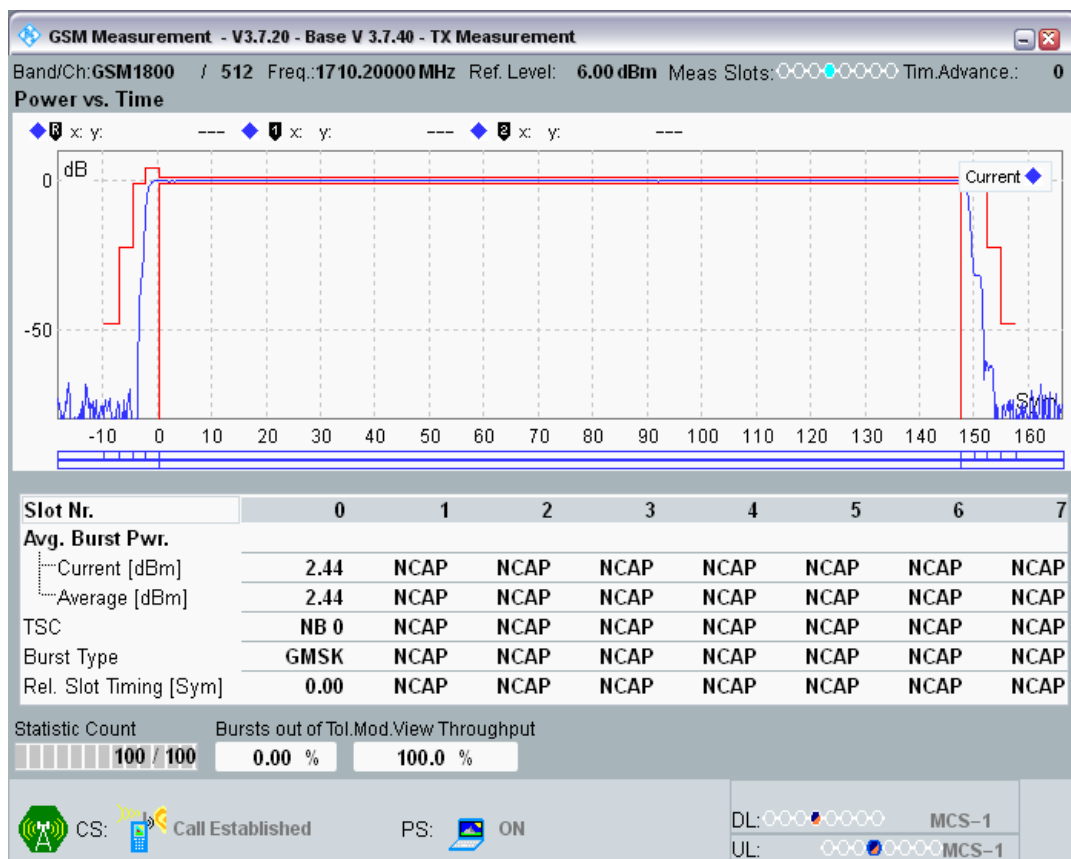 GSM Measurement - V3.7.20 - Base V 3.7.40 - TX Measurement
Band/Ch:GSM1800 / 512 Freq.:1710.20000 MHz Ref. Level: 6.00 dBm Meas Slots: Tim.Advance.: 0
Power vs. Time
R x: y: --- 1 x: y: --- 2 x: y: ---
dB
Current
0
-50
Sym
-10 0 10 20 30 40 50 60 70 80 90 100 110 120 130 140 150 160
Slot Nr. 0 1 2 3 4 5 6 7
Avg. Burst Pwr.
Current [dBm] 2.44 NCAP NCAP NCAP NCAP NCAP NCAP NCAP
Average [dBm] 2.44 NCAP NCAP NCAP NCAP NCAP NCAP NCAP
TSC NB 0 NCAP NCAP NCAP NCAP NCAP NCAP NCAP
Burst Type GMSK NCAP NCAP NCAP NCAP NCAP NCAP NCAP
Rel. Slot Timing [Sym] 0.00 NCAP NCAP NCAP NCAP NCAP NCAP NCAP
Statistic Count Bursts out of Tol. Mod.View Throughput
100 / 100 0.00 % 100.0 %
CS: Call Established PS: ON DL: MCS-1
UL: MCS-1